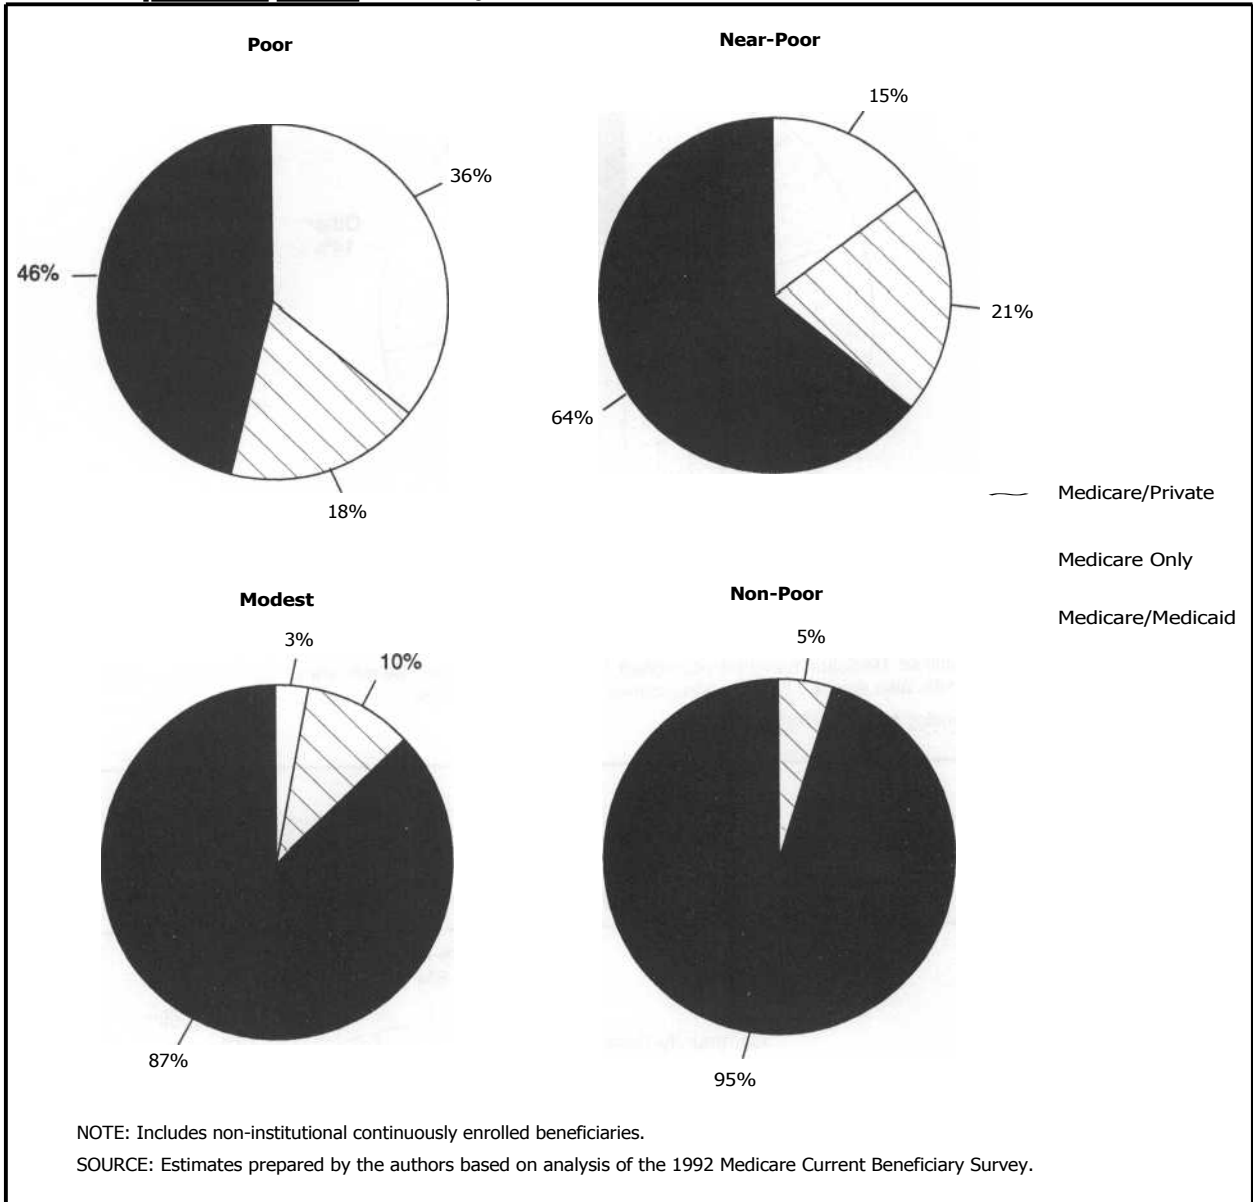 Poor
Near-Poor
15%
36%
46%
21%
64%
18%
Medicare/Private
Medicare Only
Medicare/Medicaid
Modest
Non-Poor
3%
5%
10%
87%
95%
NOTE: Includes non-institutional continuously enrolled beneficiaries.
SOURCE: Estimates prepared by the authors based on analysis of the 1992 Medicare Current Beneficiary Survey.